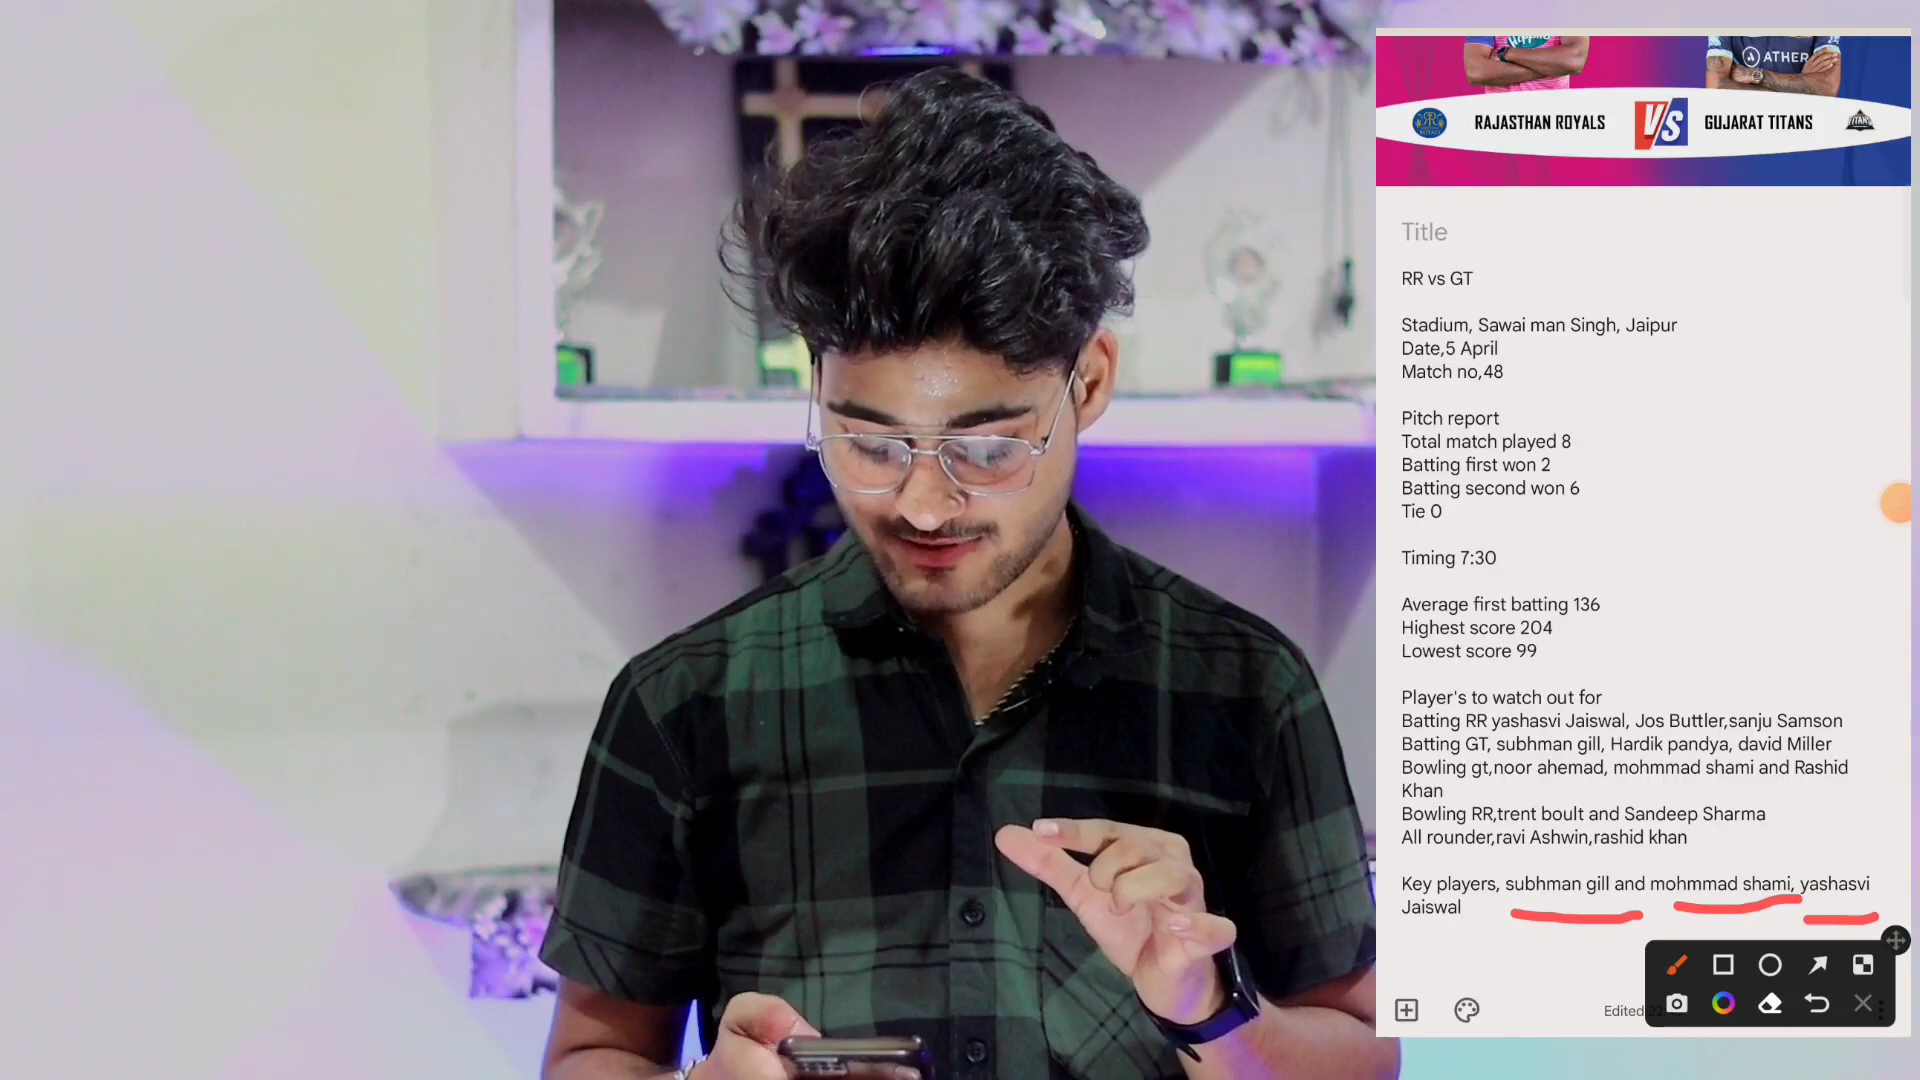 ATHER
RAJASTHAN ROYALS VS GUJARAT TITANS
Title
RR vs GT
Stadium, Sawai man Singh, Jaipur
Date,5 April
Match no,48
Pitch report
Total match played 8
Batting first won 2
Batting second won 6
Tie 0
Timing 7:30
Average first batting 136
Highest score 204
Lowest score 99
Player's to watch out for
Batting RR yashasvi Jaiswal, Jos Buttler,sanju Samson
Batting GT, subhman gill, Hardik pandya, david Miller
Bowling gt,noor ahemad, mohmmad shami and Rashid
Khan
Bowling RR,trent boult and Sandeep Sharma
All rounder,ravi Ashwin,rashid khan
Key players, subhman gill and mohmmad shami, yashasvi
Jaiswal
Edited